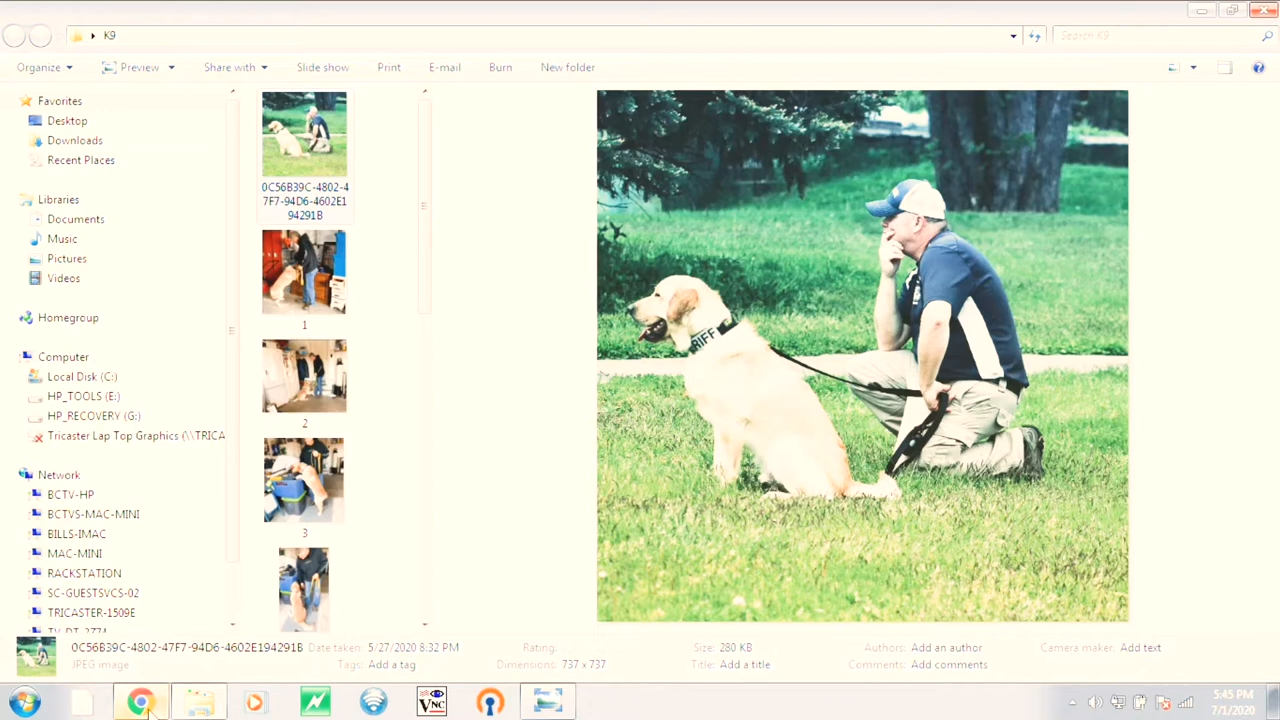 K9
Search K9
Organize
Preview
Share with
Slide show
Print
E-mail
Burn
New folder
Favorites
Desktop
Downloads
Recent Places
Libraries
Documents
Music
Pictures
Videos
Homegroup
Computer
Local Disk (C:)
HP_TOOLS (E:)
HP_RECOVERY (G:)
Tricaster Lap Top Graphics (\\TRICA
Network
BCTV-HP
BCTVS-MAC-MINI
BILLS-IMAC
MAC-MINI
RACKSTATION
SC-GUESTSVCS-02
TRICASTER-1509E
0C56B39C-4802-4
7F7-94D6-4602E1
94291B
1
2
3
RIFF
0C56B39C-4802-47F7-94D6-4602E194291B
JPEG image
Date taken: 5/27/2020 8:32 PM
Tags: Add a tag
Rating:
Dimensions: 737 x 737
Size: 280 KB
Title: Add a title
Authors: Add an author
Comments: Add comments
Camera maker: Add text
VNC
5:45 PM
7/1/2020